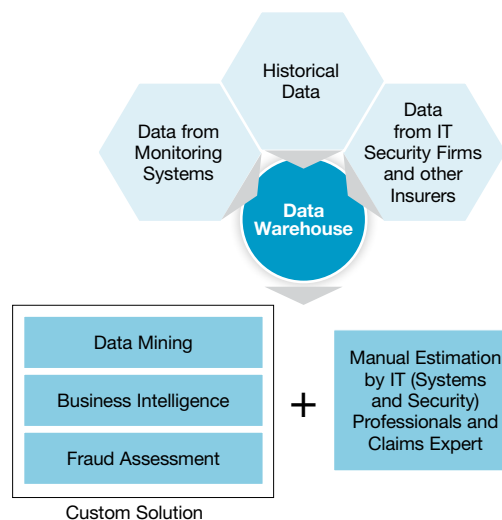 Historical
Data
Data from
Monitoring
Systems
Data
from IT
Security Firms
and other
Insurers
Data
Warehouse
Data Mining
Business Intelligence
Fraud Assessment
+
Manual Estimation
by IT (Systems
and Security)
Professionals and
Claims Expert
Custom Solution